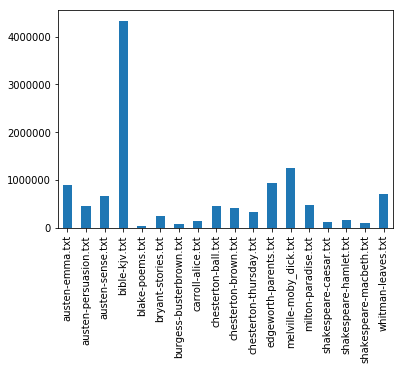 4000000
3000000
2000000
1000000
0
austen-emma.txt
austen-persuasion.txt
austen-sense.txt
bible-kjv.txt
blake-poems.txt
bryant-stories.txt
burgess-busterbrown.txt
carroll-alice.txt
chesterton-ball.txt
chesterton-brown.txt
chesterton-thursday.txt
edgeworth-parents.txt
melville-moby_dick.txt
milton-paradise.txt
shakespeare-caesar.txt
shakespeare-hamlet.txt
shakespeare-macbeth.txt
whitman-leaves.txt